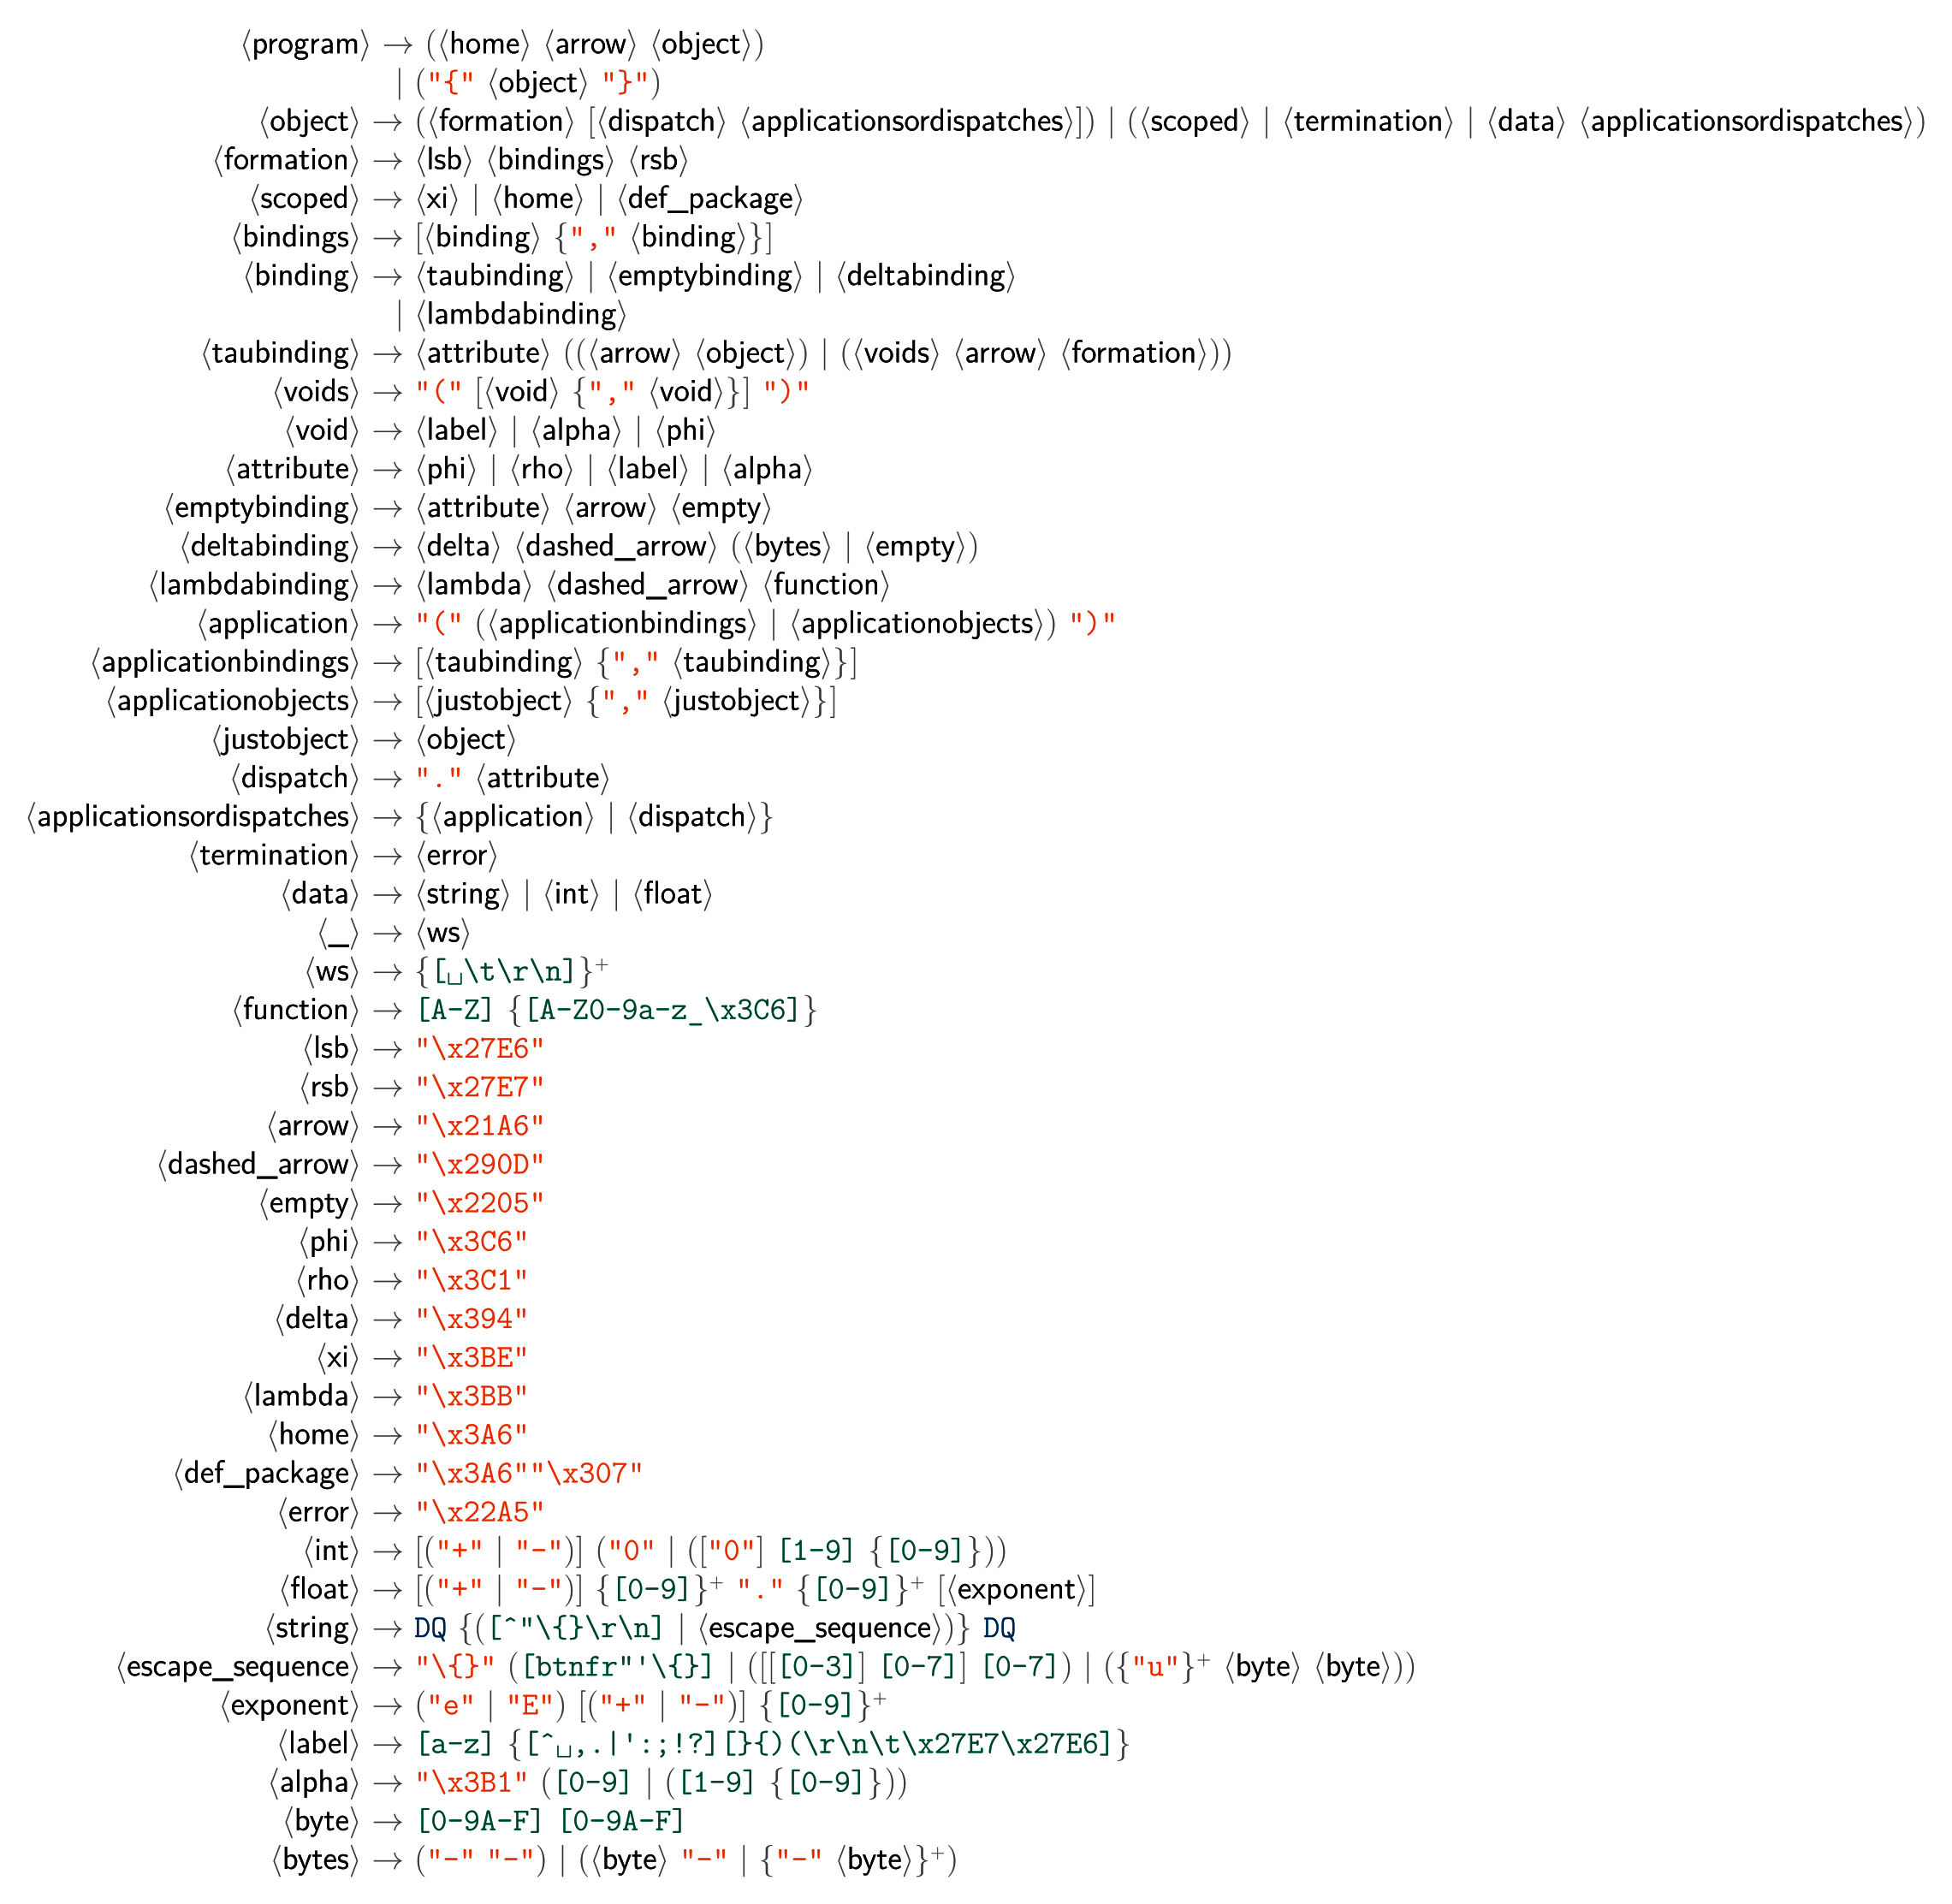 ⟨program⟩ → (⟨home⟩ ⟨arrow⟩ ⟨object⟩)
| ("{" ⟨object⟩ "}")
⟨object⟩ → (⟨formation⟩ [⟨dispatch⟩ ⟨applicationsordispatches⟩]) | (⟨scoped⟩ | ⟨termination⟩ | ⟨data⟩ ⟨applicationsordispatches⟩)
⟨formation⟩ → ⟨lsb⟩ ⟨bindings⟩ ⟨rsb⟩
⟨scoped⟩ → ⟨xi⟩ | ⟨home⟩ | ⟨def_package⟩
⟨bindings⟩ → [⟨binding⟩ {"," ⟨binding⟩}]
⟨binding⟩ → ⟨taubinding⟩ | ⟨emptybinding⟩ | ⟨deltabinding⟩
| ⟨lambdabinding⟩
⟨taubinding⟩ → ⟨attribute⟩ ((⟨arrow⟩ ⟨object⟩) | (⟨voids⟩ ⟨arrow⟩ ⟨formation⟩))
⟨voids⟩ → "(" [⟨void⟩ {"," ⟨void⟩}] ")"
⟨void⟩ → ⟨label⟩ | ⟨alpha⟩ | ⟨phi⟩
⟨attribute⟩ → ⟨phi⟩ | ⟨rho⟩ | ⟨label⟩ | ⟨alpha⟩
⟨emptybinding⟩ → ⟨attribute⟩ ⟨arrow⟩ ⟨empty⟩
⟨deltabinding⟩ → ⟨delta⟩ ⟨dashed_arrow⟩ (⟨bytes⟩ | ⟨empty⟩)
⟨lambdabinding⟩ → ⟨lambda⟩ ⟨dashed_arrow⟩ ⟨function⟩
⟨application⟩ → "(" (⟨applicationbindings⟩ | ⟨applicationobjects⟩) ")"
⟨applicationbindings⟩ → [⟨taubinding⟩ {"," ⟨taubinding⟩}]
⟨applicationobjects⟩ → [⟨justobject⟩ {"," ⟨justobject⟩}]
⟨justobject⟩ → ⟨object⟩
⟨dispatch⟩ → "." ⟨attribute⟩
⟨applicationsordispatches⟩ → {⟨application⟩ | ⟨dispatch⟩}
⟨termination⟩ → ⟨error⟩
⟨data⟩ → ⟨string⟩ | ⟨int⟩ | ⟨float⟩
⟨_⟩ → ⟨ws⟩
⟨ws⟩ → {[␣\t\r\n]}⁺
⟨function⟩ → [A-Z] {[A-Z0-9a-z_\x3C6]}
⟨lsb⟩ → "\x27E6"
⟨rsb⟩ → "\x27E7"
⟨arrow⟩ → "\x21A6"
⟨dashed_arrow⟩ → "\x290D"
⟨empty⟩ → "\x2205"
⟨phi⟩ → "\x3C6"
⟨rho⟩ → "\x3C1"
⟨delta⟩ → "\x394"
⟨xi⟩ → "\x3BE"
⟨lambda⟩ → "\x3BB"
⟨home⟩ → "\x3A6"
⟨def_package⟩ → "\x3A6""\x307"
⟨error⟩ → "\x22A5"
⟨int⟩ → [("+" | "-")] ("0" | (["0"] [1-9] {[0-9]}))
⟨float⟩ → [("+" | "-")] {[0-9]}⁺ "." {[0-9]}⁺ [⟨exponent⟩]
⟨string⟩ → DQ {([^"\{}\r\n] | ⟨escape_sequence⟩)} DQ
⟨escape_sequence⟩ → "\{}" ([btnfr"'\{}] | ([[[0-3]] [0-7]] [0-7]) | ({"u"}⁺ ⟨byte⟩ ⟨byte⟩))
⟨exponent⟩ → ("e" | "E") [("+" | "-")] {[0-9]}⁺
⟨label⟩ → [a-z] {[^␣,.|':;!?][}{)(\r\n\t\x27E7\x27E6]}
⟨alpha⟩ → "\x3B1" ([0-9] | ([1-9] {[0-9]}))
⟨byte⟩ → [0-9A-F] [0-9A-F]
⟨bytes⟩ → ("-" "-") | (⟨byte⟩ "-" | {"-" ⟨byte⟩}⁺)